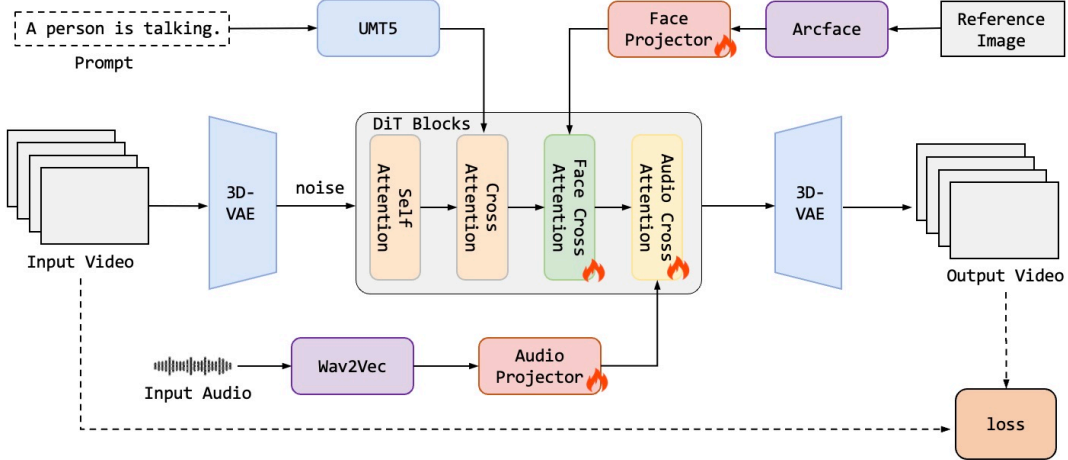 A person is talking.
Prompt
UMT5
Face
Projector
Arcface
Reference
Image
DiT Blocks
Input Video
3D-
VAE
noise
Self
Attention
Cross
Attention
Face Cross
Attention
Audio Cross
Attention
3D-
VAE
Output Video
Input Audio
Wav2Vec
Audio
Projector
loss